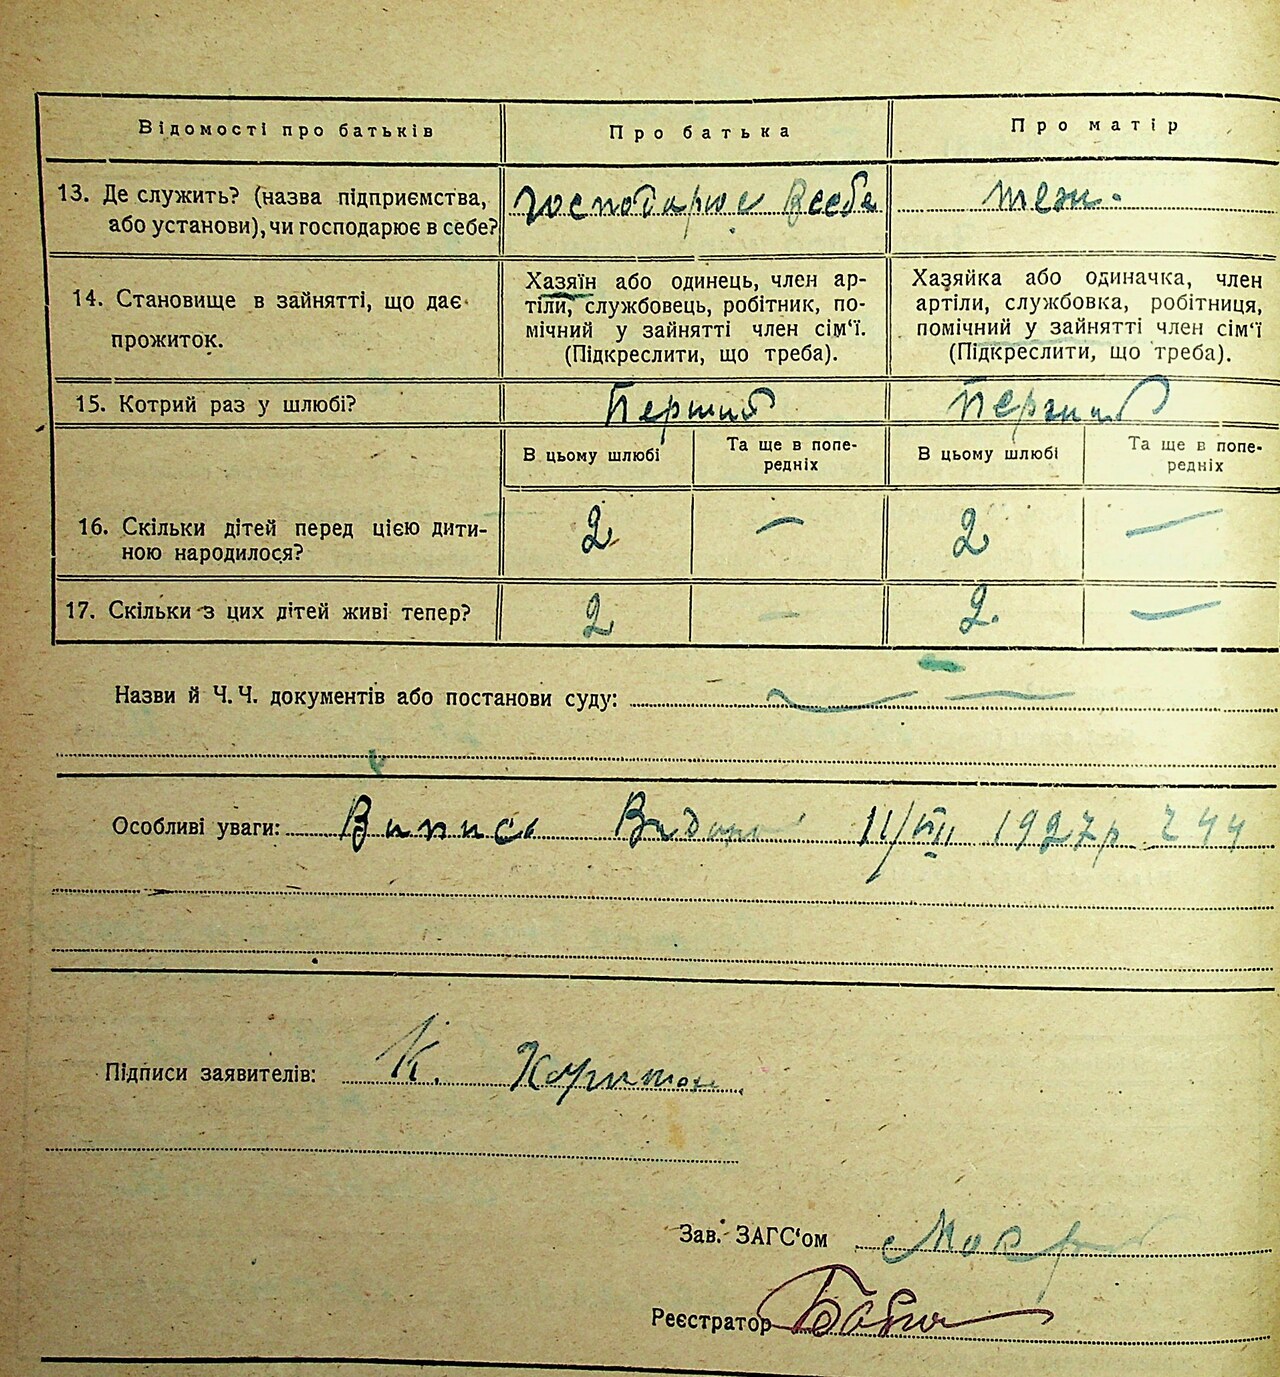 Відомості про батьків
Про батька
Про матір
13. Де служить? (назва підприємства,
або установи), чи господарює в себе?
господарює в себе
теж.
14. Становище в зайнятті, що дає
прожиток.
Хазяїн або одинець, член ар-
тіли, службовець, робітник, по-
мічний у зайнятті член сім‘ї.
(Підкреслити, що треба).
Хазяйка або одиначка, член
артіли, службовка, робітниця,
помічний у зайнятті член сім‘ї
(Підкреслити, що треба).
15. Котрий раз у шлюбі?
Перший
Перший
В цьому шлюбі
Та ще в попе-
редніх
В цьому шлюбі
Та ще в попе-
редніх
16. Скільки дітей перед цією дити-
ною народилося?
2 — 2 —
17. Скільки з цих дітей живі тепер?
2 — 2. —
Назви й Ч. Ч. документів або постанови суду:
Особливі уваги: Випись 11/VIII 1927р 44
Підписи заявителів: К.
Зав. ЗАГС‘ом
Реєстратор